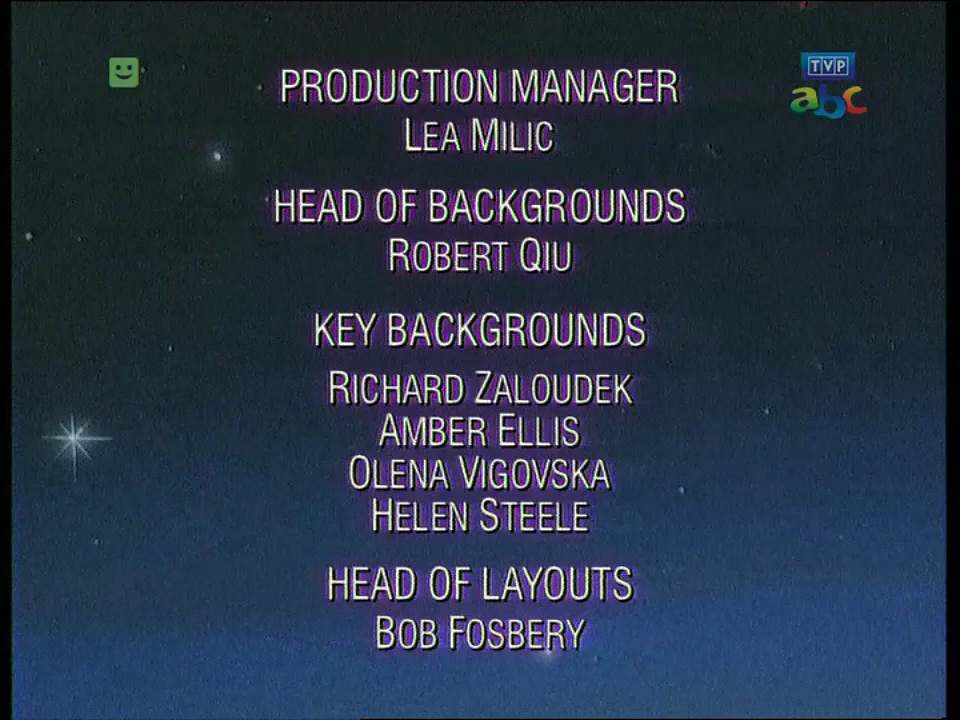 TVP
abc
PRODUCTION MANAGER
LEA MILIC
HEAD OF BACKGROUNDS
ROBERT QIU
KEY BACKGROUNDS
RICHARD ZALOUDEK
AMBER ELLIS
OLENA VIGOVSKA
HELEN STEELE
HEAD OF LAYOUTS
BOB FOSBERY